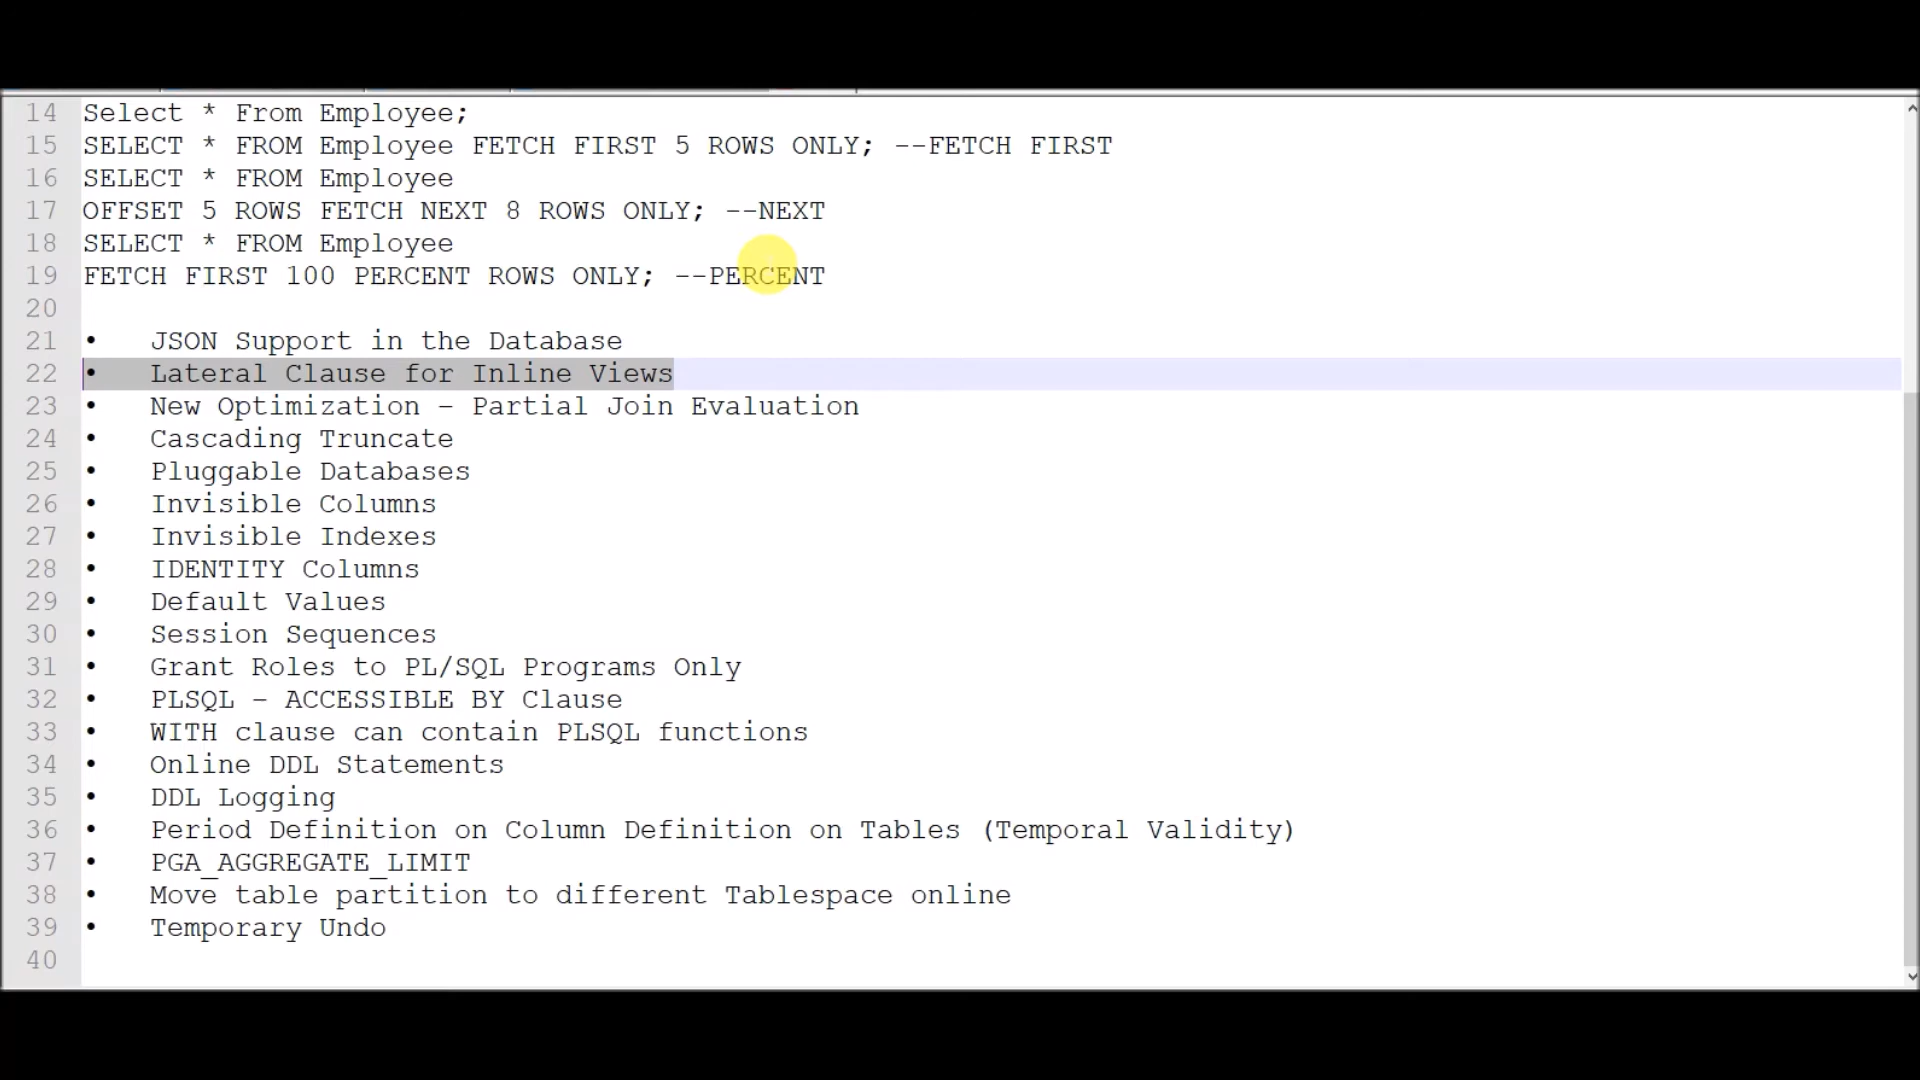 14 Select * From Employee;
15 SELECT * FROM Employee FETCH FIRST 5 ROWS ONLY; --FETCH FIRST
16 SELECT * FROM Employee
17 OFFSET 5 ROWS FETCH NEXT 8 ROWS ONLY; --NEXT
18 SELECT * FROM Employee
19 FETCH FIRST 100 PERCENT ROWS ONLY; --PERCENT
20
21 • JSON Support in the Database
22 • Lateral Clause for Inline Views
23 • New Optimization – Partial Join Evaluation
24 • Cascading Truncate
25 • Pluggable Databases
26 • Invisible Columns
27 • Invisible Indexes
28 • IDENTITY Columns
29 • Default Values
30 • Session Sequences
31 • Grant Roles to PL/SQL Programs Only
32 • PLSQL – ACCESSIBLE BY Clause
33 • WITH clause can contain PLSQL functions
34 • Online DDL Statements
35 • DDL Logging
36 • Period Definition on Column Definition on Tables (Temporal Validity)
37 • PGA_AGGREGATE_LIMIT
38 • Move table partition to different Tablespace online
39 • Temporary Undo
40